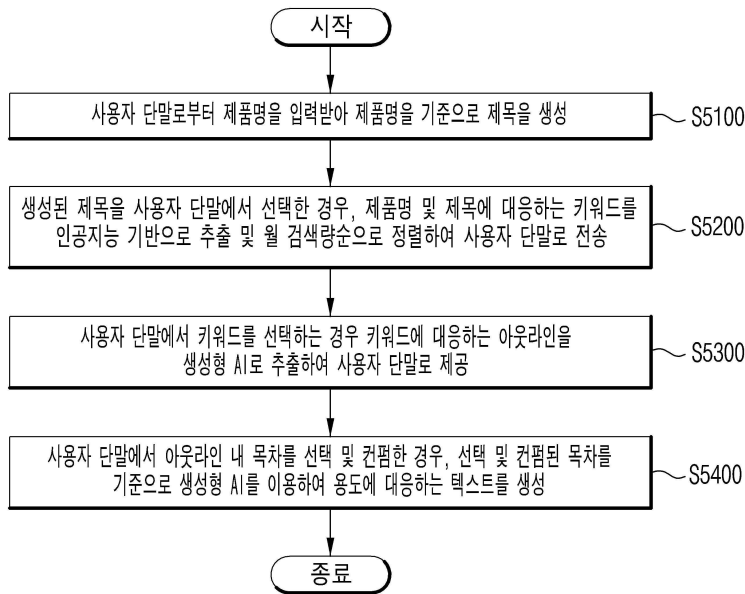 시작
사용자 단말로부터 제품명을 입력받아 제품명을 기준으로 제목을 생성
S5100
생성된 제목을 사용자 단말에서 선택한 경우, 제품명 및 제목에 대응하는 키워드를
인공지능 기반으로 추출 및 월 검색량순으로 정렬하여 사용자 단말로 전송
S5200
사용자 단말에서 키워드를 선택하는 경우 키워드에 대응하는 아웃라인을
생성형 AI로 추출하여 사용자 단말로 제공
S5300
사용자 단말에서 아웃라인 내 목차를 선택 및 컨펌한 경우, 선택 및 컨펌된 목차를
기준으로 생성형 AI를 이용하여 용도에 대응하는 텍스트를 생성
S5400
종료